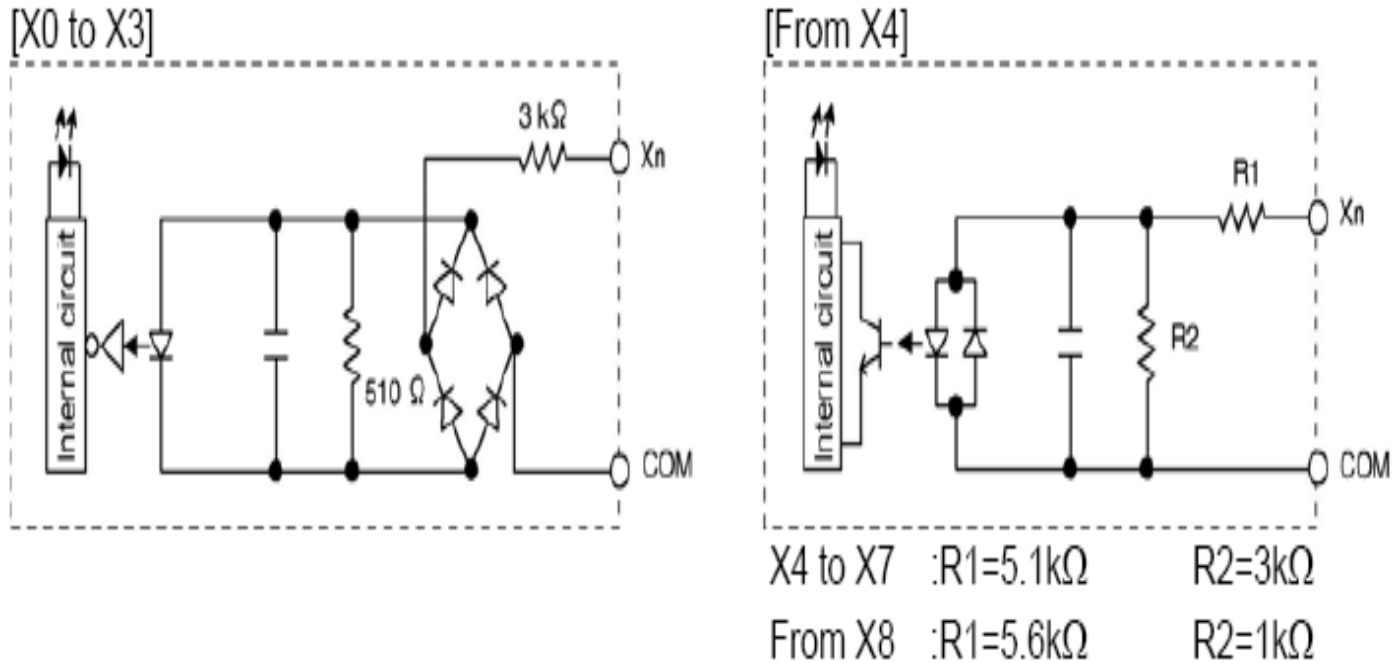 [X0 to X3]
3 kΩ
Xn
Internal circuit
510 Ω
COM
[From X4]
R1
Xn
Internal circuit
R2
COM
X4 to X7 :R1=5.1kΩ R2=3kΩ
From X8 :R1=5.6kΩ R2=1kΩ